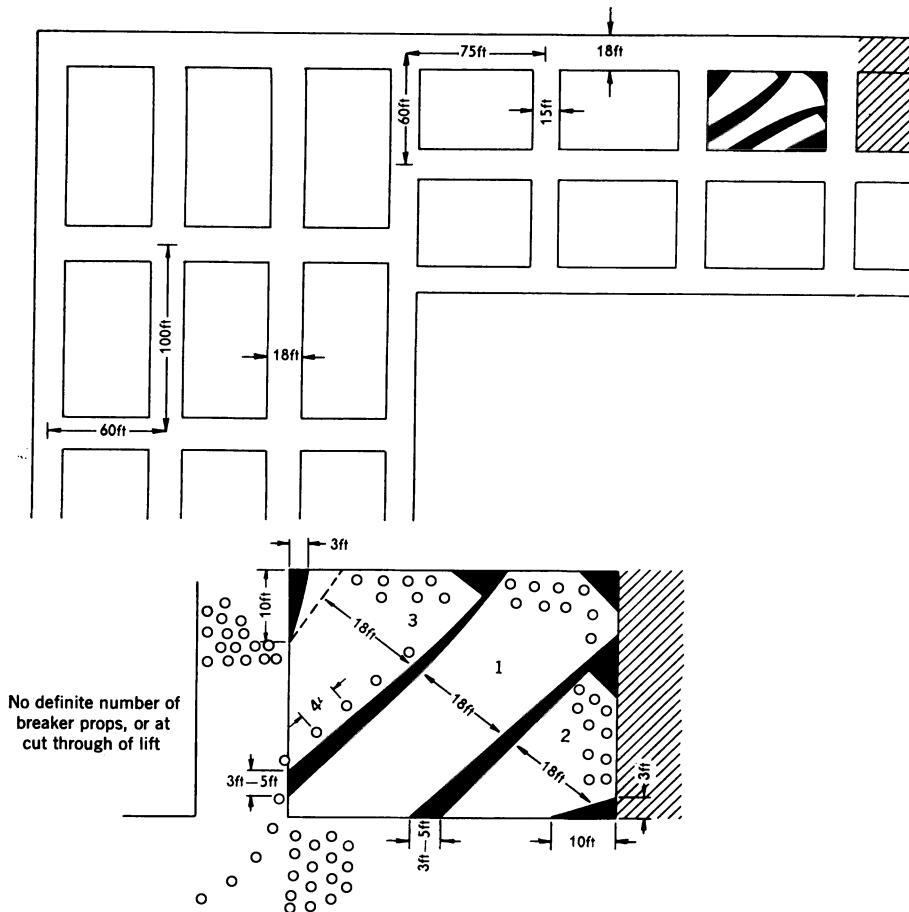 75ft
18ft
60ft
15ft
100ft
18ft
60ft
3ft
10ft
3
18ft
1
4'
18ft
2
18ft
3ft
No definite number of
breaker props, or at
cut through of lift
3ft–5ft
3ft–5ft
10ft